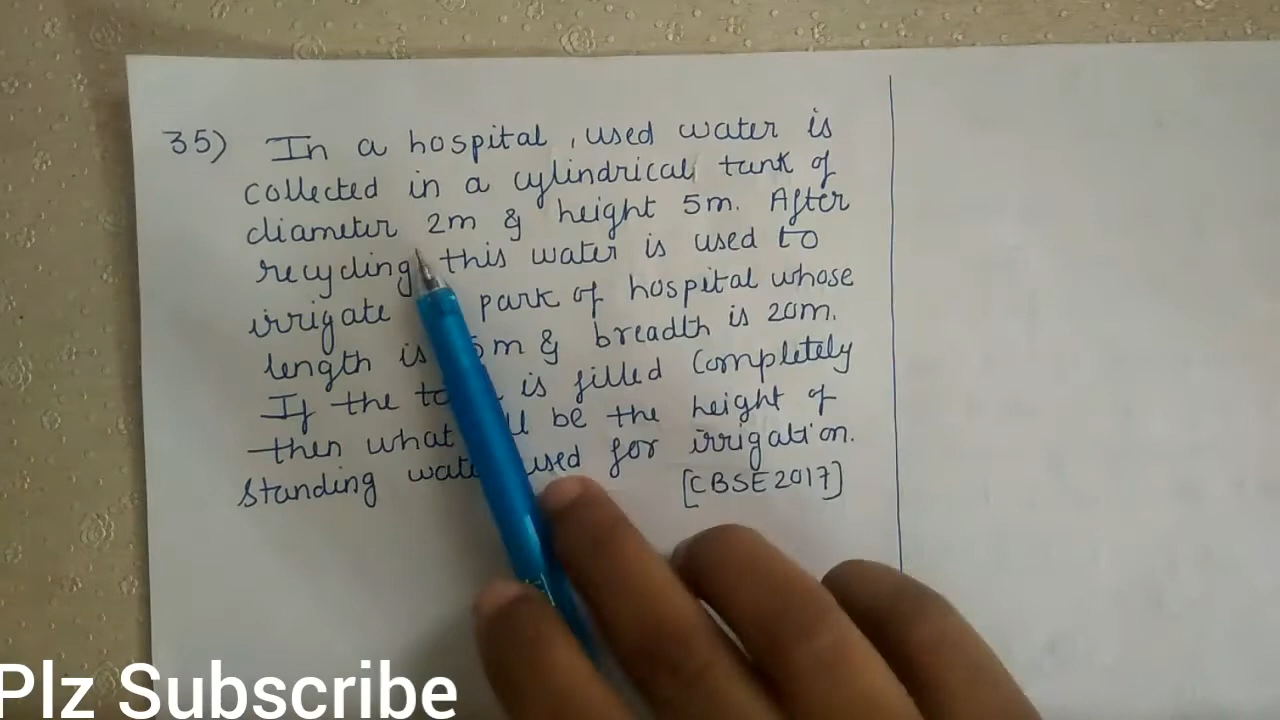 35) In a hospital, used water is
collected in a cylindrical tank of
diameter 2m & height 5m. After
recycling this water is used to
irrigate park of hospital whose
length is m & breadth is 20m.
If the is filled completely
then what be the height of
standing used for irrigation.
[CBSE 2017]
Plz Subscribe